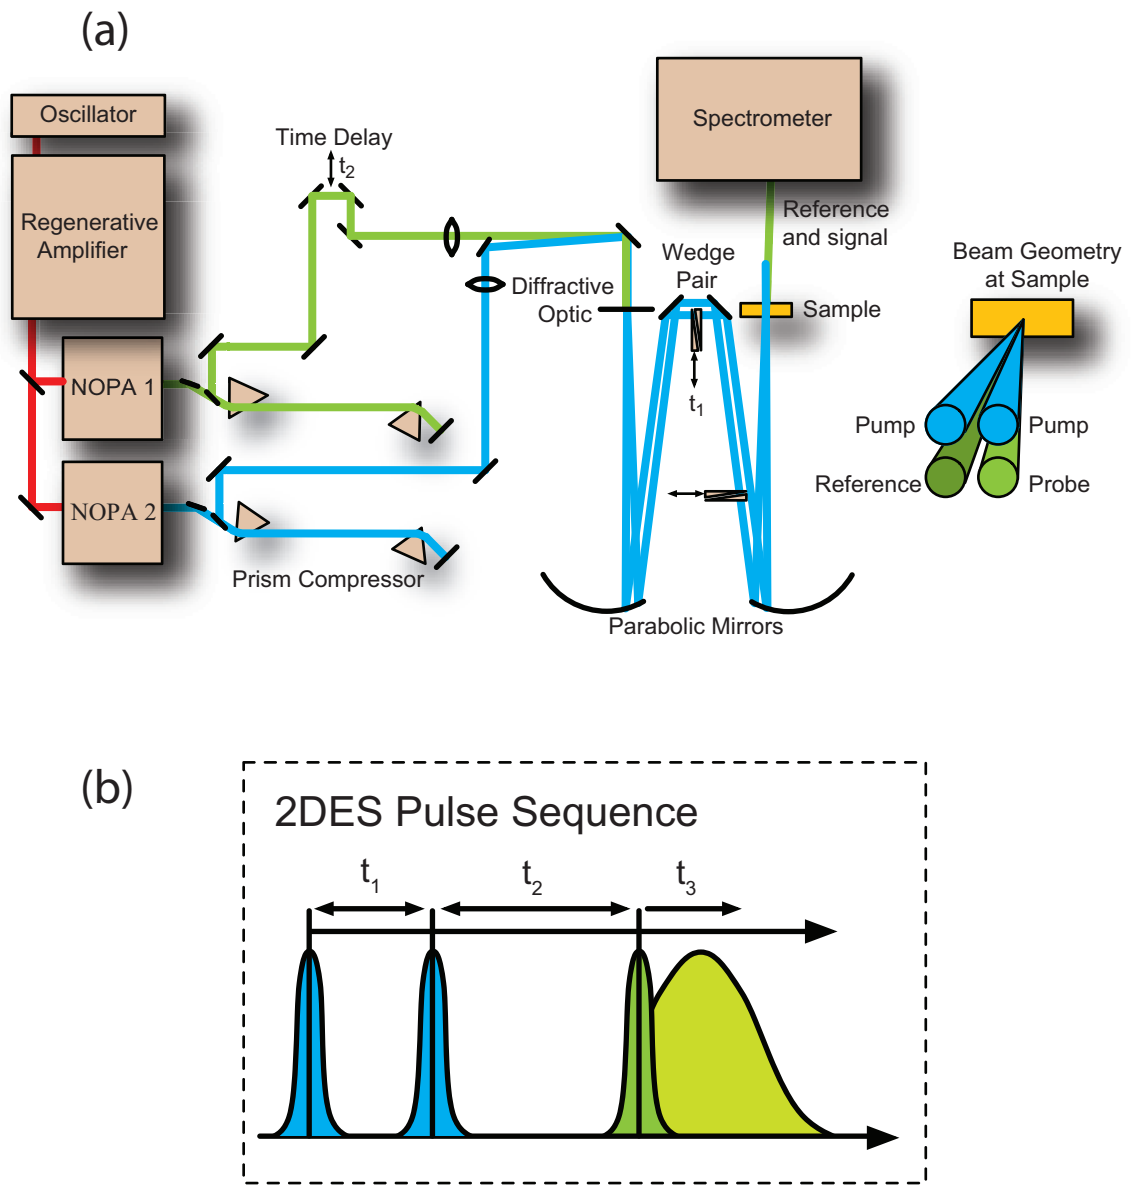 (a)
Oscillator
Regenerative
Amplifier
NOPA 1
NOPA 2
Time Delay
t2
Prism Compressor
Diffractive
Optic
Wedge
Pair
t1
Parabolic Mirrors
Spectrometer
Reference
and signal
Sample
Beam Geometry
at Sample
Pump
Pump
Reference
Probe
(b)
2DES Pulse Sequence
t1
t2
t3